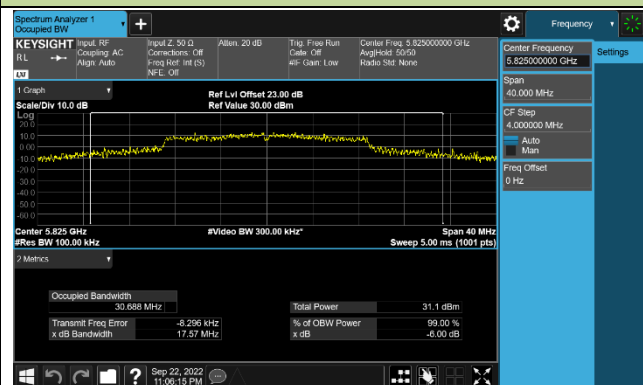 Spectrum Analyzer 1
Occupied BW
Frequency
KEYSIGHT
Input: RF
Coupling: AC
Align: Auto
Input Z: 50 Ω
Corrections: Off
Freq Ref: Int (S)
NFE: Off
Atten: 20 dB
Trig: Free Run
Gate: Off
#IF Gain: Low
Center Freq: 5.825000000 GHz
Avg|Hold: 50/50
Radio Std: None
RL
LXI
Center Frequency
5.825000000 GHz
Settings
Span
40.000 MHz
CF Step
4.000000 MHz
Auto
Man
Freq Offset
0 Hz
1 Graph
Scale/Div 10.0 dB
Ref Lvl Offset 23.00 dB
Ref Value 30.00 dBm
Log
20.0
10.0
0.00
-10.0
-20.0
-30.0
-40.0
-50.0
-60.0
Center 5.825 GHz
#Video BW 300.00 kHz*
Span 40 MHz
#Res BW 100.00 kHz
Sweep 5.00 ms (1001 pts)
2 Metrics
Occupied Bandwidth
30.688 MHz
Total Power 31.1 dBm
Transmit Freq Error -8.296 kHz
% of OBW Power 99.00 %
x dB Bandwidth 17.57 MHz
x dB -6.00 dB
Sep 22, 2022
11:06:15 PM